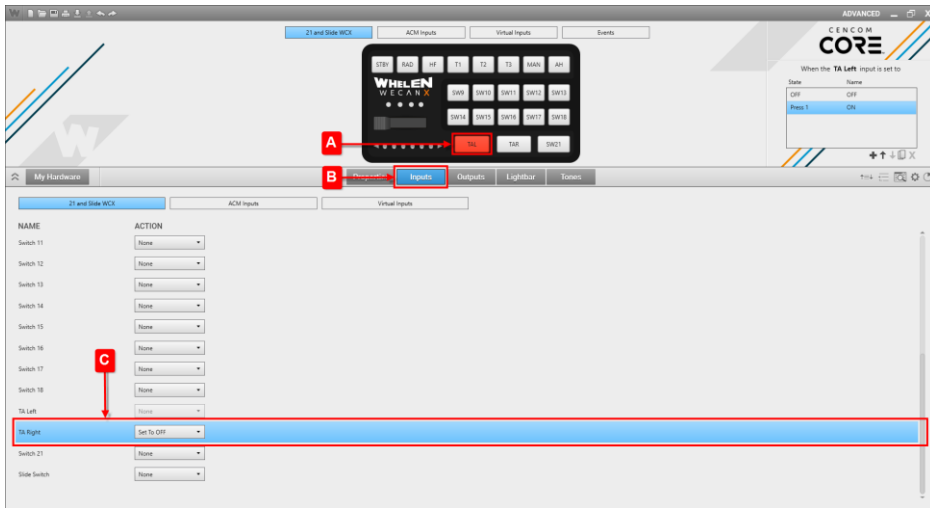 ADVANCED
21 and Slide WCX ACM Inputs Virtual Inputs Events
CENCOM
CORE
STBY RAD HF T1 T2 T3 MAN AH
WHELEN
WECANX
SW9 SW10 SW11 SW12 SW13
SW14 SW15 SW16 SW17 SW18
TAL TAR SW21
When the TA Left input is set to
State Name
OFF OFF
Press 1 ON
A
B
My Hardware Properties Inputs Outputs Lightbar Tones
21 and Slide WCX ACM Inputs Virtual Inputs
NAME ACTION
Switch 11 None
Switch 12 None
Switch 13 None
Switch 14 None
Switch 15 None
Switch 16 None
C
Switch 17 None
Switch 18 None
TA Left None
TA Right Set To OFF
Switch 21 None
Slide Switch None